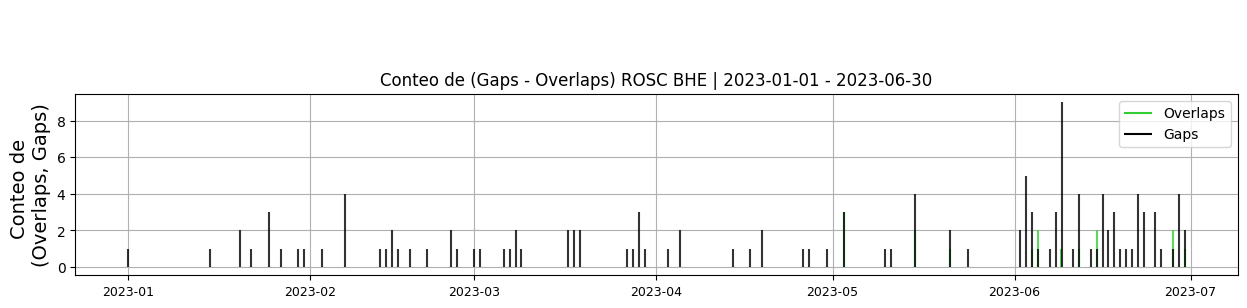 Conteo de (Gaps - Overlaps) ROSC BHE | 2023-01-01 - 2023-06-30
Conteo de
(Overlaps, Gaps)
8
6
4
2
0
Overlaps
Gaps
2023-01
2023-02
2023-03
2023-04
2023-05
2023-06
2023-07